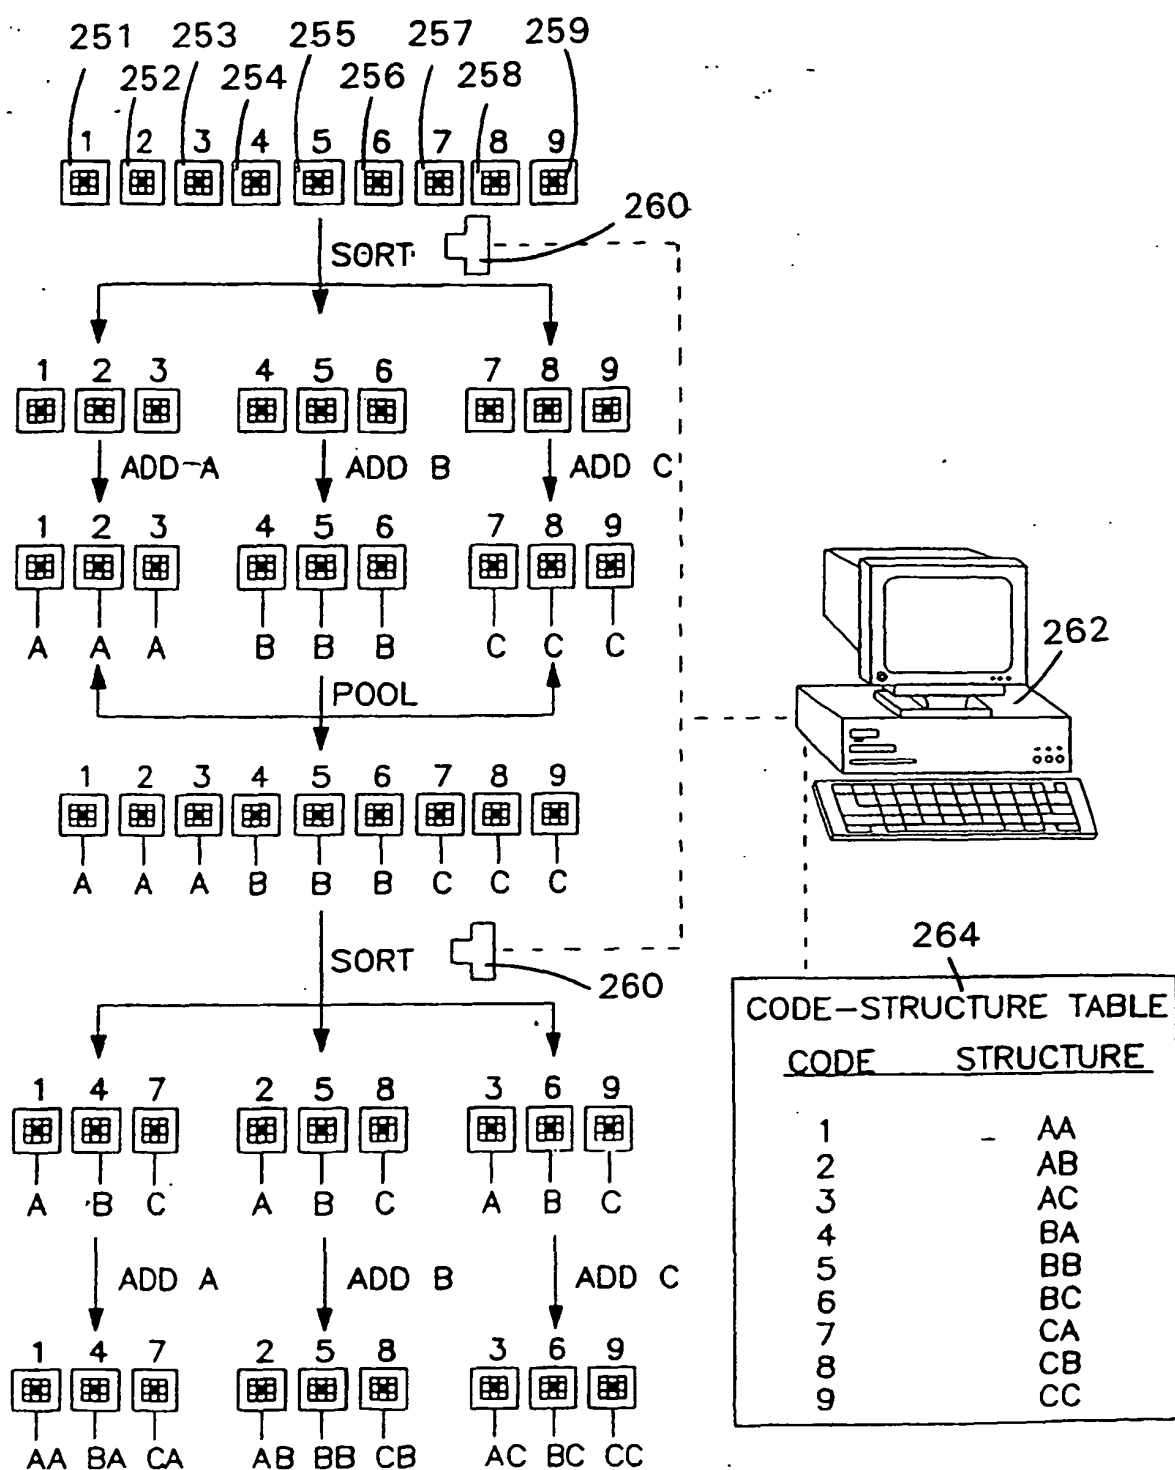 251 253 255 257 259
252 254 256 258
1 2 3 4 5 6 7 8 9
260
SORT
1 2 3 4 5 6 7 8 9
ADD A ADD B ADD C
1 2 3 4 5 6 7 8 9
A A A B B B C C C
262
POOL
1 2 3 4 5 6 7 8 9
A A A B B B C C C
SORT
260
264
CODE-STRUCTURE TABLE
CODE STRUCTURE
1 AA
2 AB
3 AC
4 BA
5 BB
6 BC
7 CA
8 CB
9 CC
1 4 7 2 5 8 3 6 9
A B C A B C A B C
ADD A ADD B ADD C
1 4 7 2 5 8 3 6 9
AA BA CA AB BB CB AC BC CC